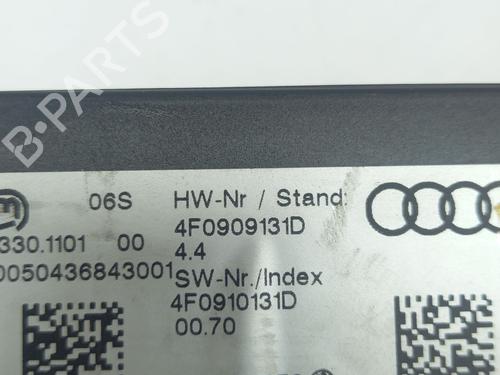 B-PARTS
06S
HW-Nr / Stand:
4F0909131D
330.1101 00
4.4
0050436843001
SW-Nr./Index
4F0910131D
00.70